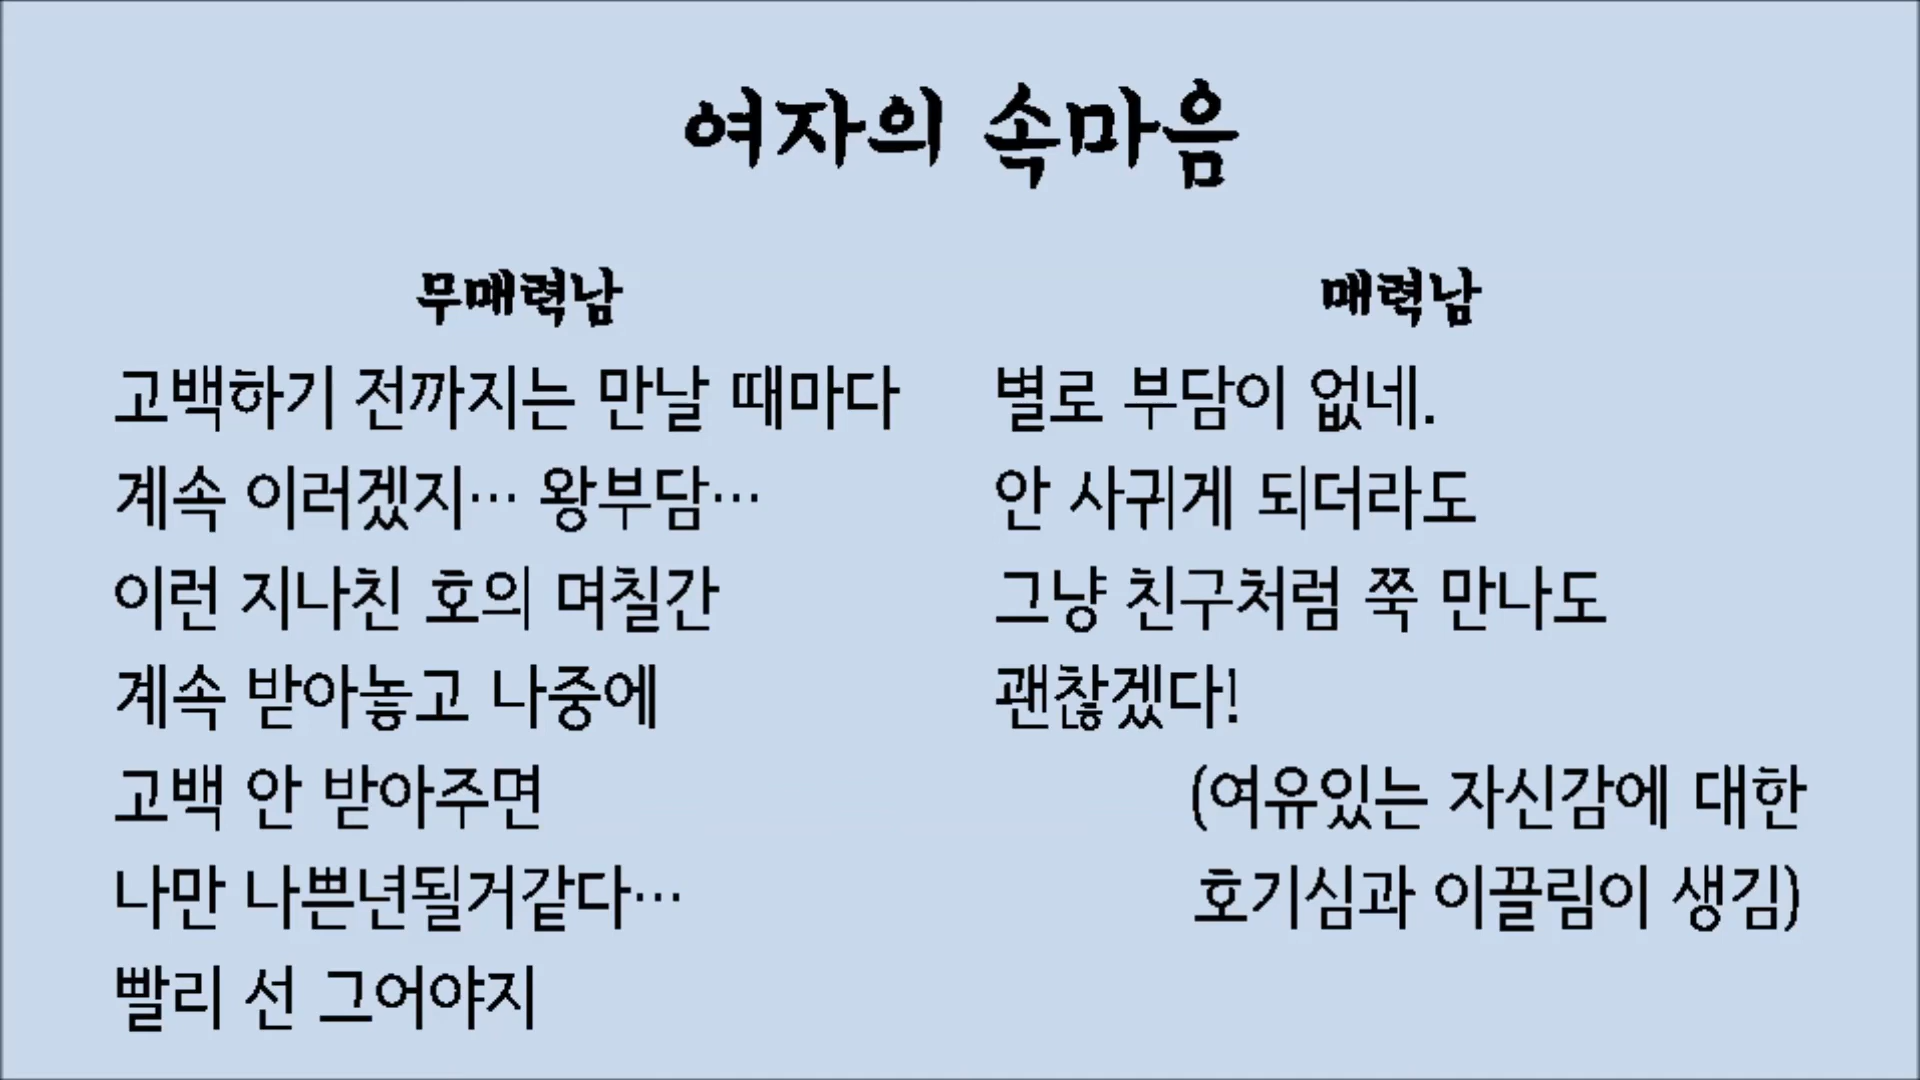 여자의 속마음
무매력남
고백하기 전까지는 만날 때마다
계속 이러겠지… 왕부담…
이런 지나친 호의 며칠간
계속 받아놓고 나중에
고백 안 받아주면
나만 나쁜년될거같다…
빨리 선 그어야지
매력남
별로 부담이 없네.
안 사귀게 되더라도
그냥 친구처럼 쭉 만나도
괜찮겠다!
(여유있는 자신감에 대한
호기심과 이끌림이 생김)